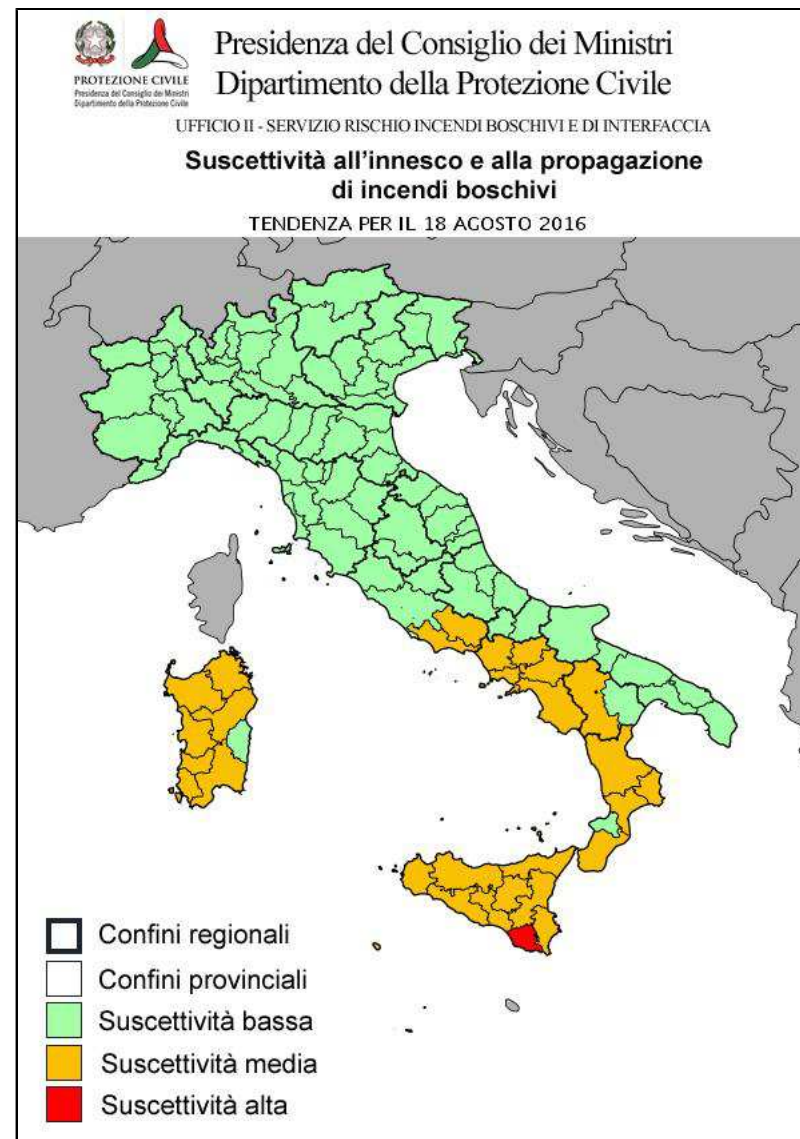 Presidenza del Consiglio dei Ministri
Dipartimento della Protezione Civile
PROTEZIONE CIVILE
Presidenza del Consiglio dei Ministri
Dipartimento della Protezione Civile
UFFICIO II - SERVIZIO RISCHIO INCENDI BOSCHIVI E DI INTERFACCIA
Suscettività all'innesco e alla propagazione
di incendi boschivi
TENDENZA PER IL 18 AGOSTO 2016
Confini regionali
Confini provinciali
Suscettività bassa
Suscettività media
Suscettività alta